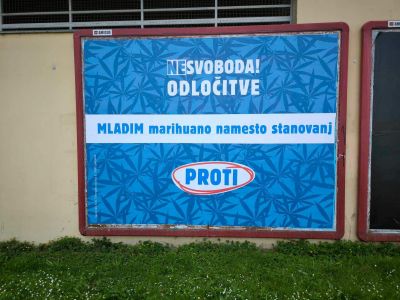 NESVOBODA!
ODLOČITVE
MLADIM marihuano namesto stanovanj
PROTI